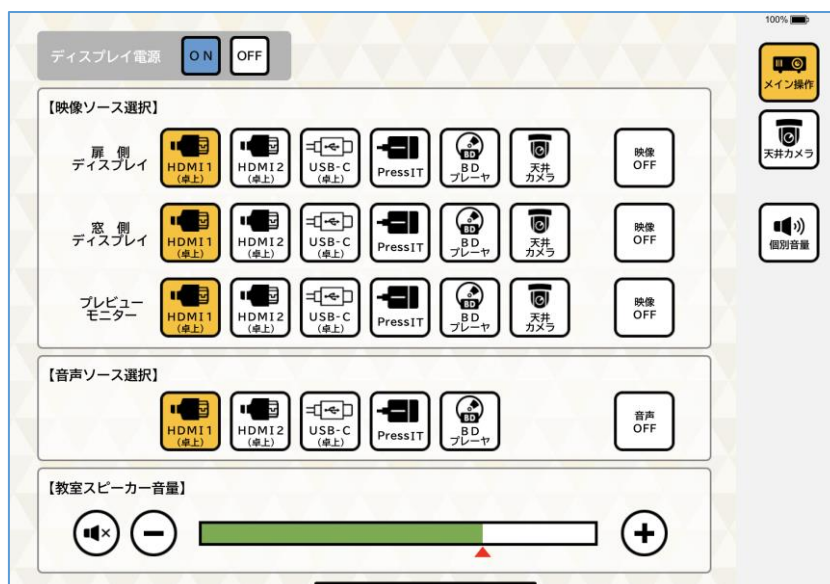 100%
ディスプレイ電源
ON
OFF
メイン操作
【映像ソース選択】
扉 側
ディスプレイ
HDMI1
(卓上)
HDMI2
(卓上)
USB-C
(卓上)
PressIT
BD
BD
プレーヤ
天井
カメラ
映像
OFF
天井カメラ
窓 側
ディスプレイ
HDMI1
(卓上)
HDMI2
(卓上)
USB-C
(卓上)
PressIT
BD
BD
プレーヤ
天井
カメラ
映像
OFF
個別音量
プレビュー
モニター
HDMI1
(卓上)
HDMI2
(卓上)
USB-C
(卓上)
PressIT
BD
BD
プレーヤ
天井
カメラ
映像
OFF
【音声ソース選択】
HDMI1
(卓上)
HDMI2
(卓上)
USB-C
(卓上)
PressIT
BD
BD
プレーヤ
音声
OFF
【教室スピーカー音量】